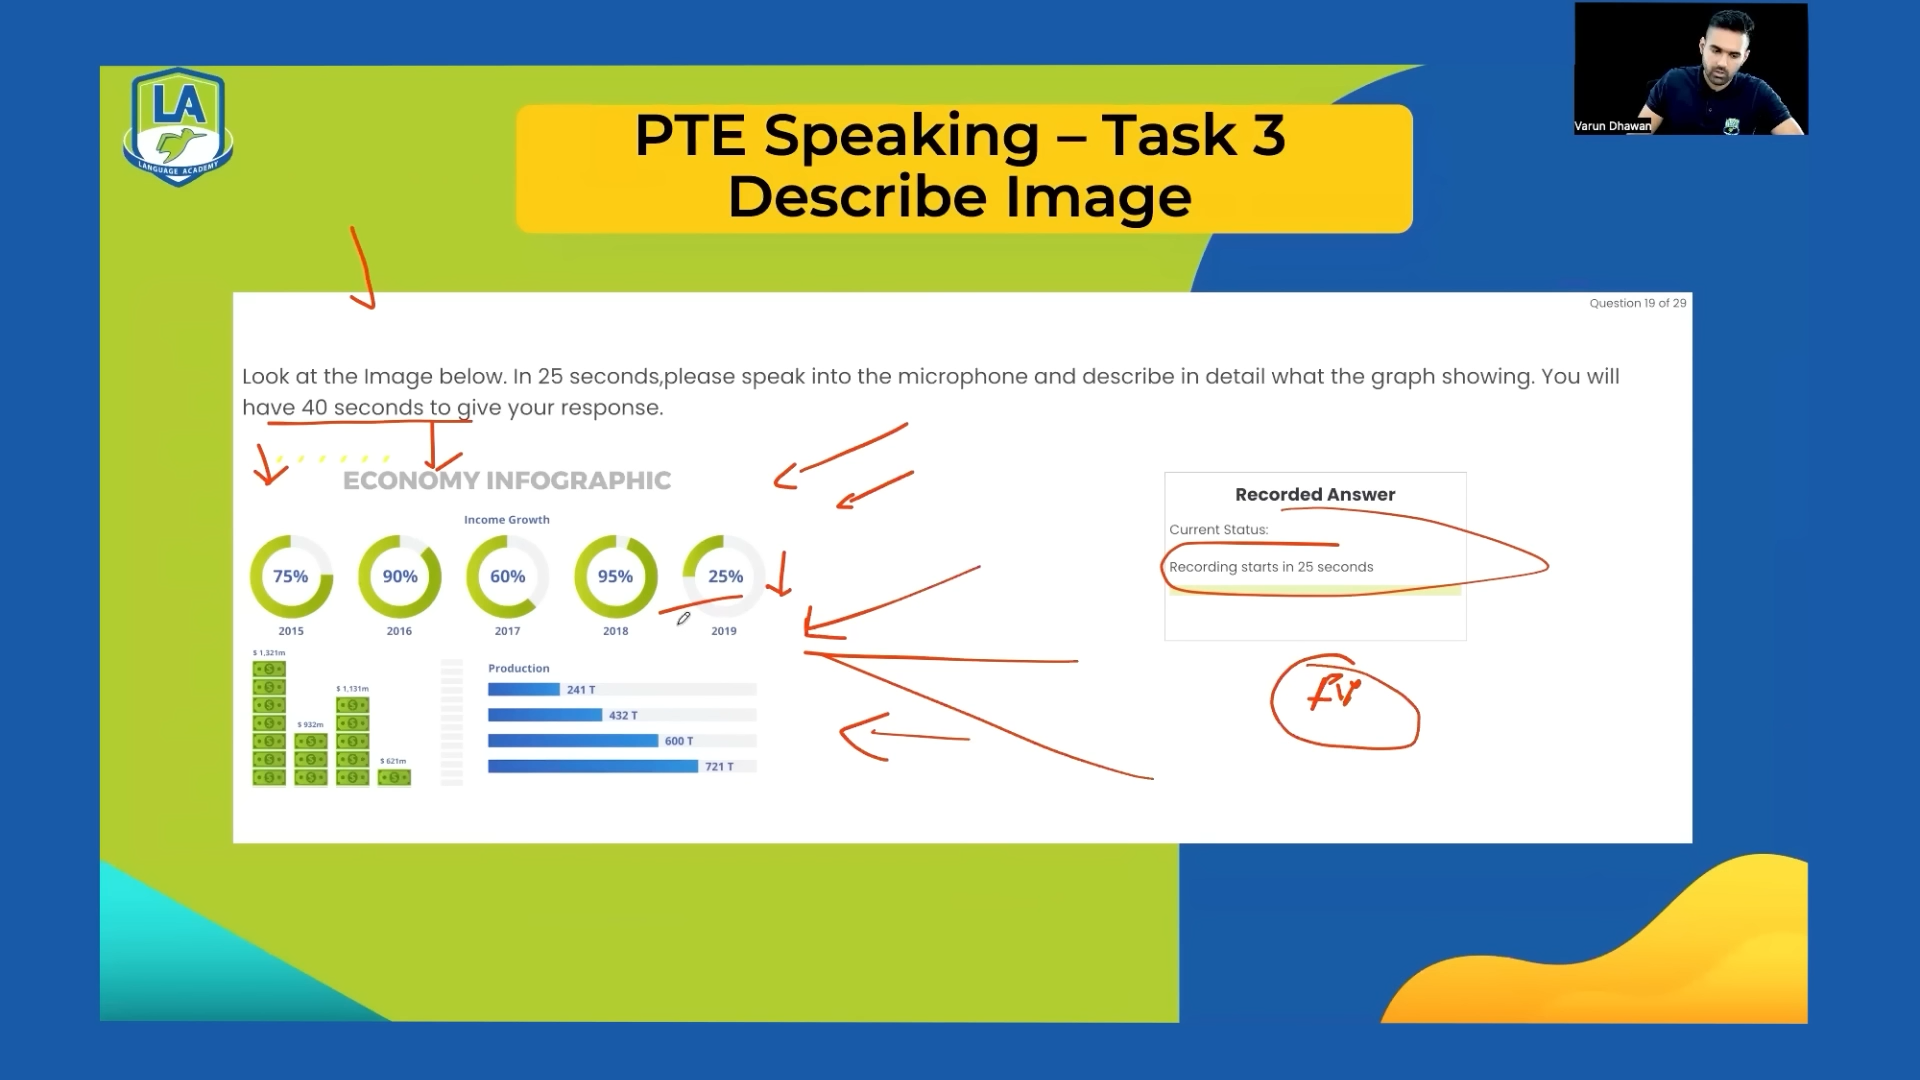 LA
LANGUAGE ACADEMY
PTE Speaking – Task 3
Describe Image
Varun Dhawan
Question 19 of 29
Look at the Image below. In 25 seconds,please speak into the microphone and describe in detail what the graph showing. You will
have 40 seconds to give your response.
ECONOMY INFOGRAPHIC
Income Growth
75% 90% 60% 95% 25%
2015 2016 2017 2018 2019
$ 1,321m
$ 932m
$ 1,131m
$ 621m
Production
241 T
432 T
600 T
721 T
Recorded Answer
Current Status:
Recording starts in 25 seconds